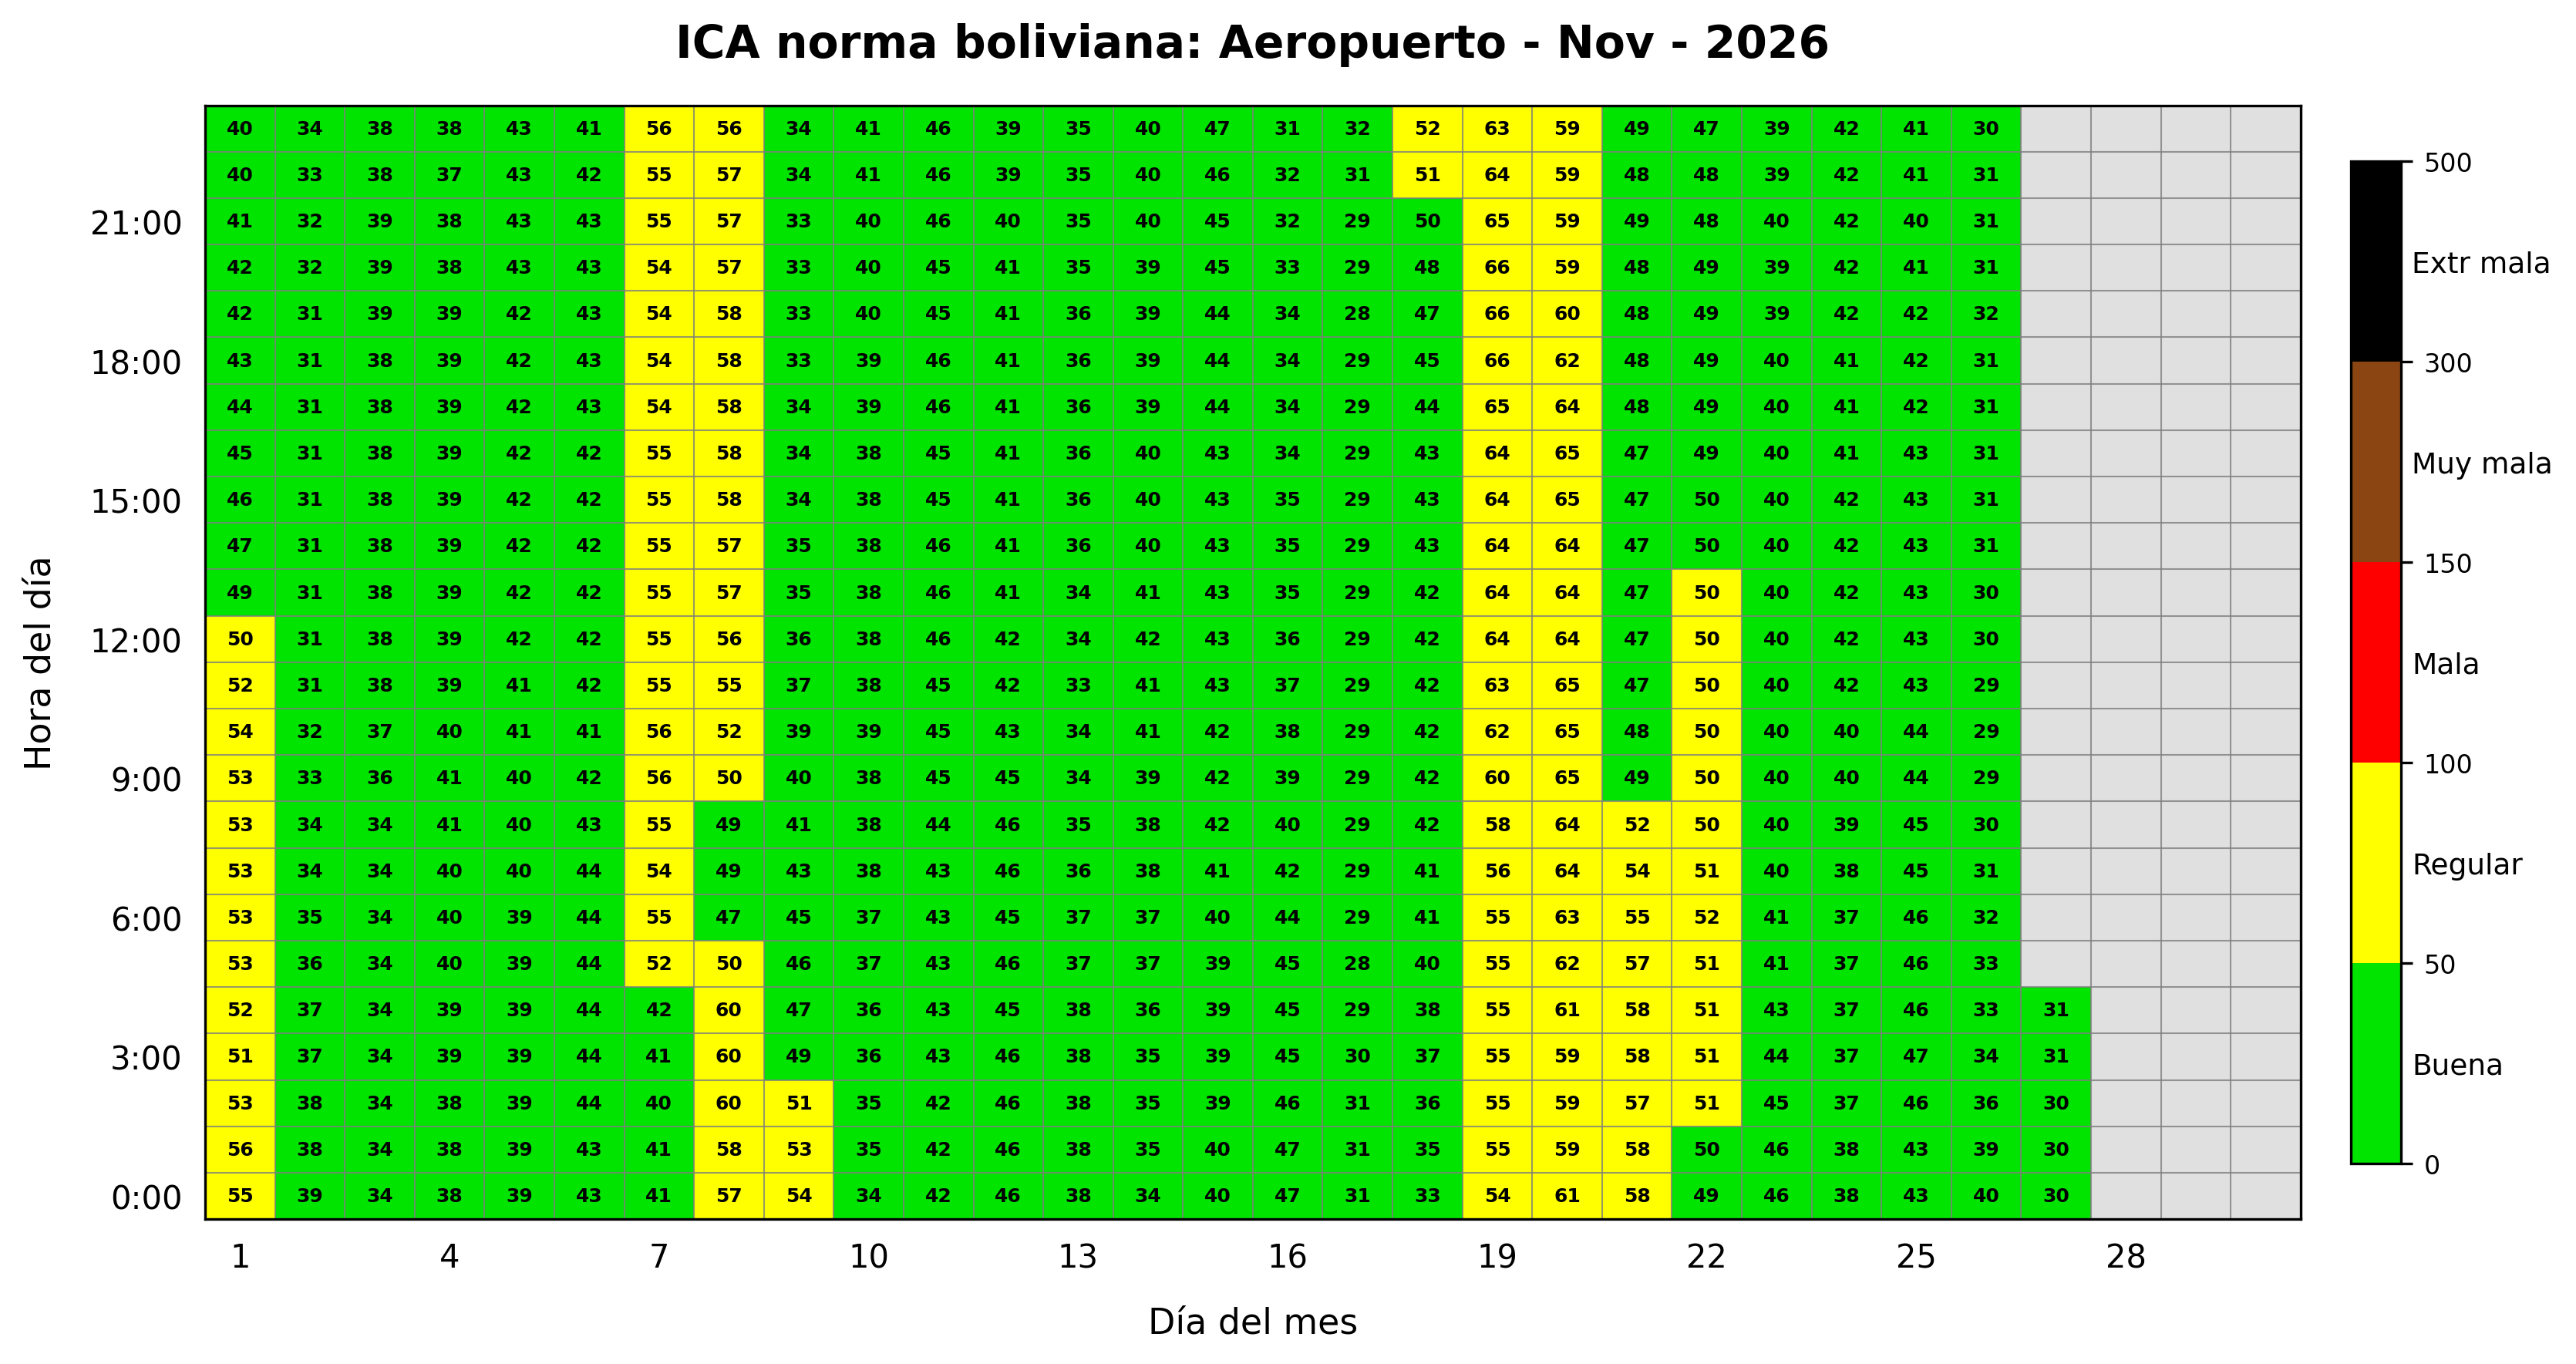 ICA norma boliviana: Aeropuerto - Nov - 2026
40 34 38 38 43 41 56 56 34 41 46 39 35 40 47 31 32 52 63 59 49 47 39 42 41 30
40 33 38 37 43 42 55 57 34 41 46 39 35 40 46 32 31 51 64 59 48 48 39 42 41 31
21:00 41 32 39 38 43 43 55 57 33 40 46 40 35 40 45 32 29 50 65 59 49 48 40 42 40 31
42 32 39 38 43 43 54 57 33 40 45 41 35 39 45 33 29 48 66 59 48 49 39 42 41 31
42 31 39 39 42 43 54 58 33 40 45 41 36 39 44 34 28 47 66 60 48 49 39 42 42 32
18:00 43 31 38 39 42 43 54 58 33 39 46 41 36 39 44 34 29 45 66 62 48 49 40 41 42 31
44 31 38 39 42 43 54 58 34 39 46 41 36 39 44 34 29 44 65 64 48 49 40 41 42 31
45 31 38 39 42 42 55 58 34 38 45 41 36 40 43 34 29 43 64 65 47 49 40 41 43 31
15:00 46 31 38 39 42 42 55 58 34 38 45 41 36 40 43 35 29 43 64 65 47 50 40 42 43 31
47 31 38 39 42 42 55 57 35 38 46 41 36 40 43 35 29 43 64 64 47 50 40 42 43 31
49 31 38 39 42 42 55 57 35 38 46 41 34 41 43 35 29 42 64 64 47 50 40 42 43 30
12:00 50 31 38 39 42 42 55 56 36 38 46 42 34 42 43 36 29 42 64 64 47 50 40 42 43 30
52 31 38 39 41 42 55 55 37 38 45 42 33 41 43 37 29 42 63 65 47 50 40 42 43 29
54 32 37 40 41 41 56 52 39 39 45 43 34 41 42 38 29 42 62 65 48 50 40 40 44 29
9:00 53 33 36 41 40 42 56 50 40 38 45 45 34 39 42 39 29 42 60 65 49 50 40 40 44 29
53 34 34 41 40 43 55 49 41 38 44 46 35 38 42 40 29 42 58 64 52 50 40 39 45 30
53 34 34 40 40 44 54 49 43 38 43 46 36 38 41 42 29 41 56 64 54 51 40 38 45 31
6:00 53 35 34 40 39 44 55 47 45 37 43 45 37 37 40 44 29 41 55 63 55 52 41 37 46 32
53 36 34 40 39 44 52 50 46 37 43 46 37 37 39 45 28 40 55 62 57 51 41 37 46 33
52 37 34 39 39 44 42 60 47 36 43 45 38 36 39 45 29 38 55 61 58 51 43 37 46 33 31
3:00 51 37 34 39 39 44 41 60 49 36 43 46 38 35 39 45 30 37 55 59 58 51 44 37 47 34 31
53 38 34 38 39 44 40 60 51 35 42 46 38 35 39 46 31 36 55 59 57 51 45 37 46 36 30
56 38 34 38 39 43 41 58 53 35 42 46 38 35 40 47 31 35 55 59 58 50 46 38 43 39 30
0:00 55 39 34 38 39 43 41 57 54 34 42 46 38 34 40 47 31 33 54 61 58 49 46 38 43 40 30
1 4 7 10 13 16 19 22 25 28
Día del mes
Hora del día
500
Extr mala
300
Muy mala
150
Mala
100
Regular
50
Buena
0